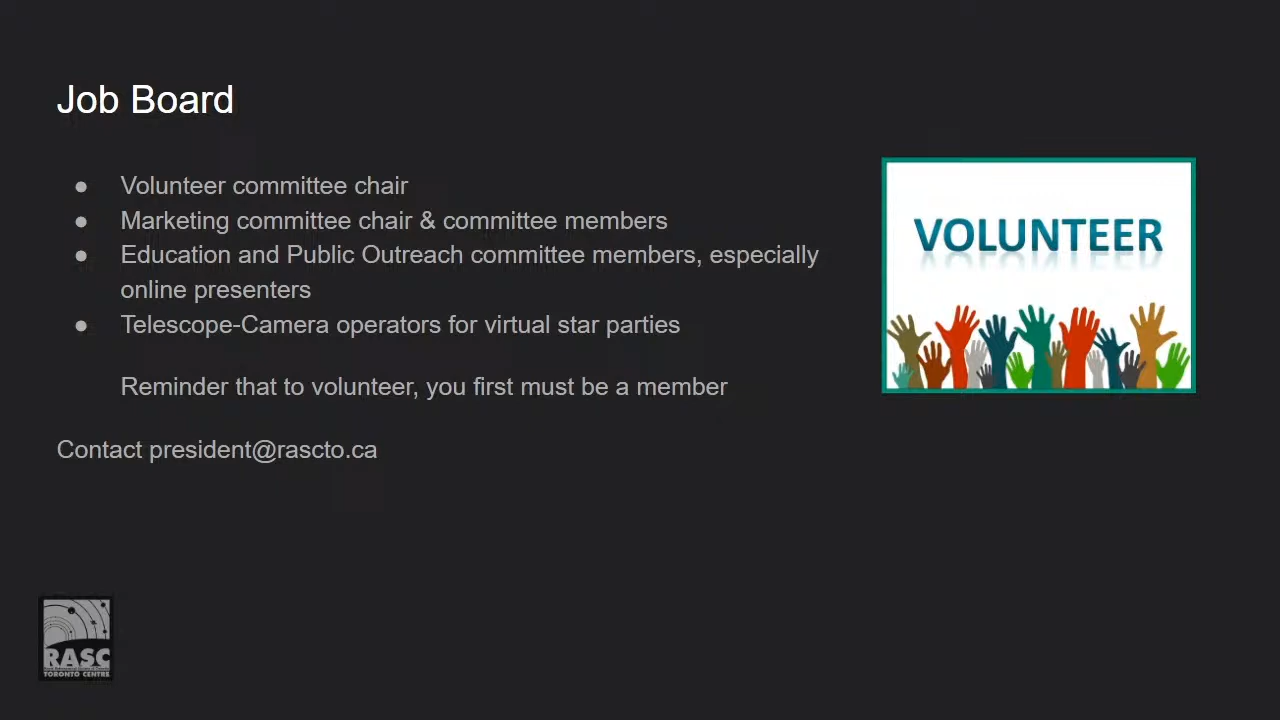 Job Board
● Volunteer committee chair
● Marketing committee chair & committee members
● Education and Public Outreach committee members, especially
online presenters
● Telescope-Camera operators for virtual star parties
Reminder that to volunteer, you first must be a member
Contact president@rascto.ca
VOLUNTEER
RASC
TORONTO CENTRE